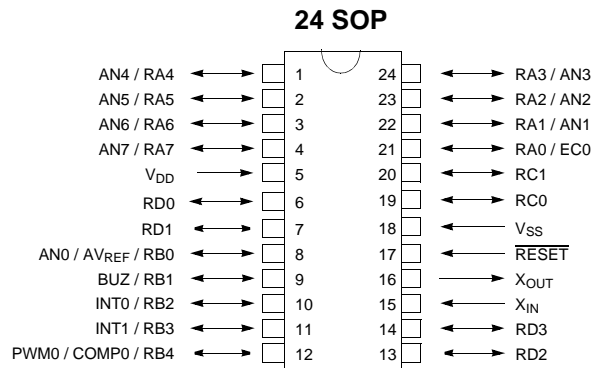 24 SOP
AN4 / RA4 1 24 RA3 / AN3
AN5 / RA5 2 23 RA2 / AN2
AN6 / RA6 3 22 RA1 / AN1
AN7 / RA7 4 21 RA0 / EC0
VDD 5 20 RC1
RD0 6 19 RC0
RD1 7 18 VSS
AN0 / AVREF / RB0 8 17 RESET
BUZ / RB1 9 16 XOUT
INT0 / RB2 10 15 XIN
INT1 / RB3 11 14 RD3
PWM0 / COMP0 / RB4 12 13 RD2